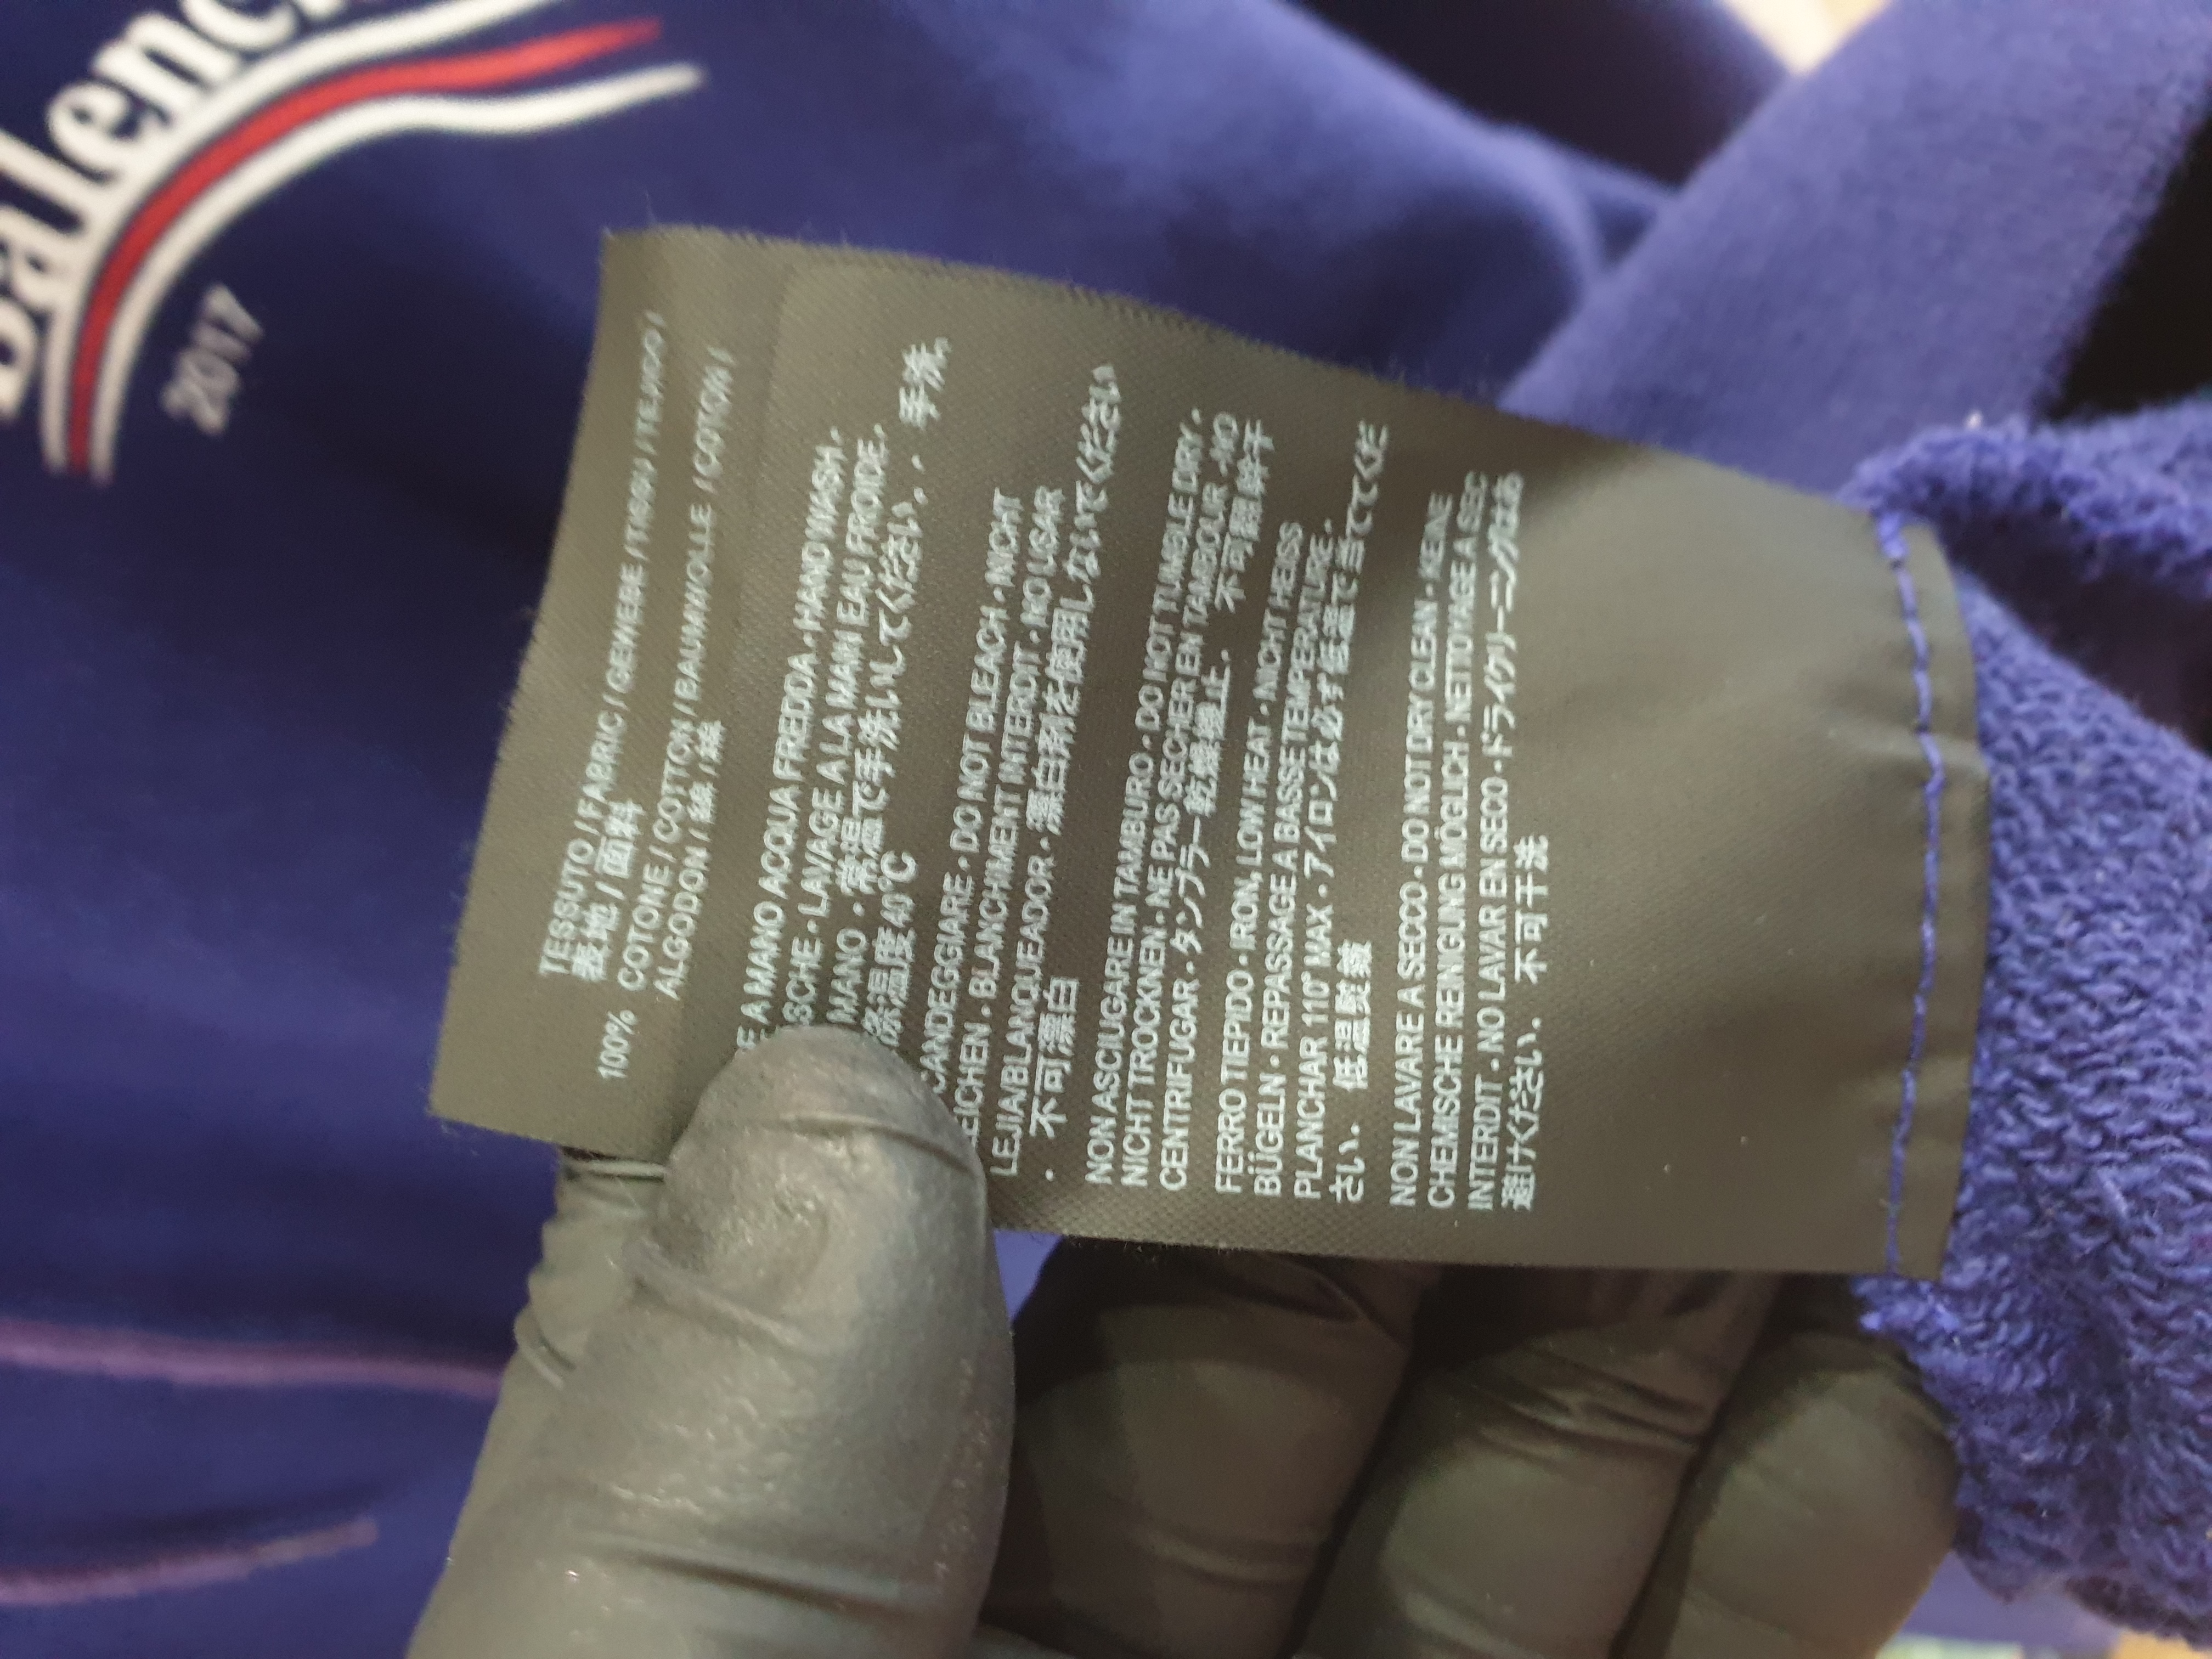 Balenc
2017
TESSUTO / FABRIC / GEWEBE / TISSU / TEJIDO /
表地 / 面料
100% COTONE / COTTON / BAUMWOLLE / COTON /
ALGODON / 綿 / 棉
E A MANO ACQUA FREDDA - HAND WASH -
SCHE - LAVAGE A LA MAIN EAU FROIDE -
MANO - 常温で手洗いしてください。 - 手洗,
温度40°C
CANDEGGIARE - DO NOT BLEACH - NICHT
EICHEN - BLANCHIMENT INTERDIT - NO USAR
LEJIA/BLANQUEADOR - 漂白剤を使用しないでください
。 不可漂白
NON ASCIUGARE IN TAMBURO - DO NOT TUMBLE DRY -
NICHT TROCKNEN - NE PAS SECHER EN TAMBOUR -NO
CENTRIFUGAR - タンブラー乾燥禁止. 不可翻转干
FERRO TIEPIDO - IRON, LOW HEAT - NICHT HEISS
BÜGELN - REPASSAGE A BASSE TEMPERATURE -
PLANCHAR 110° MAX - アイロンは必ず低温で当ててくだ
さい。 低温熨
NON LAVARE A SECCO - DO NOT DRY CLEAN - KEINE
CHEMISCHE REINIGUNG MÖGLICH - NETTOYAGE A SEC
INTERDIT - NO LAVAR EN SECO - ドライクリーニングはお
避けください。 不可干洗